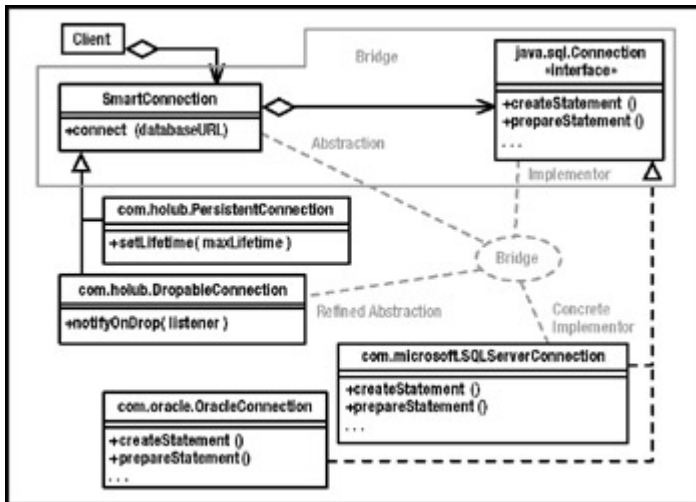 Client
Bridge
java.sql.Connection
«Interface»
+createStatement ()
+prepareStatement ()
. . .
SmartConnection
+connect (databaseURL)
Abstraction
Implementor
com.holub.PersistentConnection
+setLifetime( maxLifetime )
Bridge
com.holub.DropableConnection
+notifyOnDrop( listener )
Refined Abstraction
Concrete
Implementor
com.microsoft.SQLServerConnection
+createStatement ()
+prepareStatement ()
. . .
com.oracle.OracleConnection
+createStatement ()
+prepareStatement()
. . .